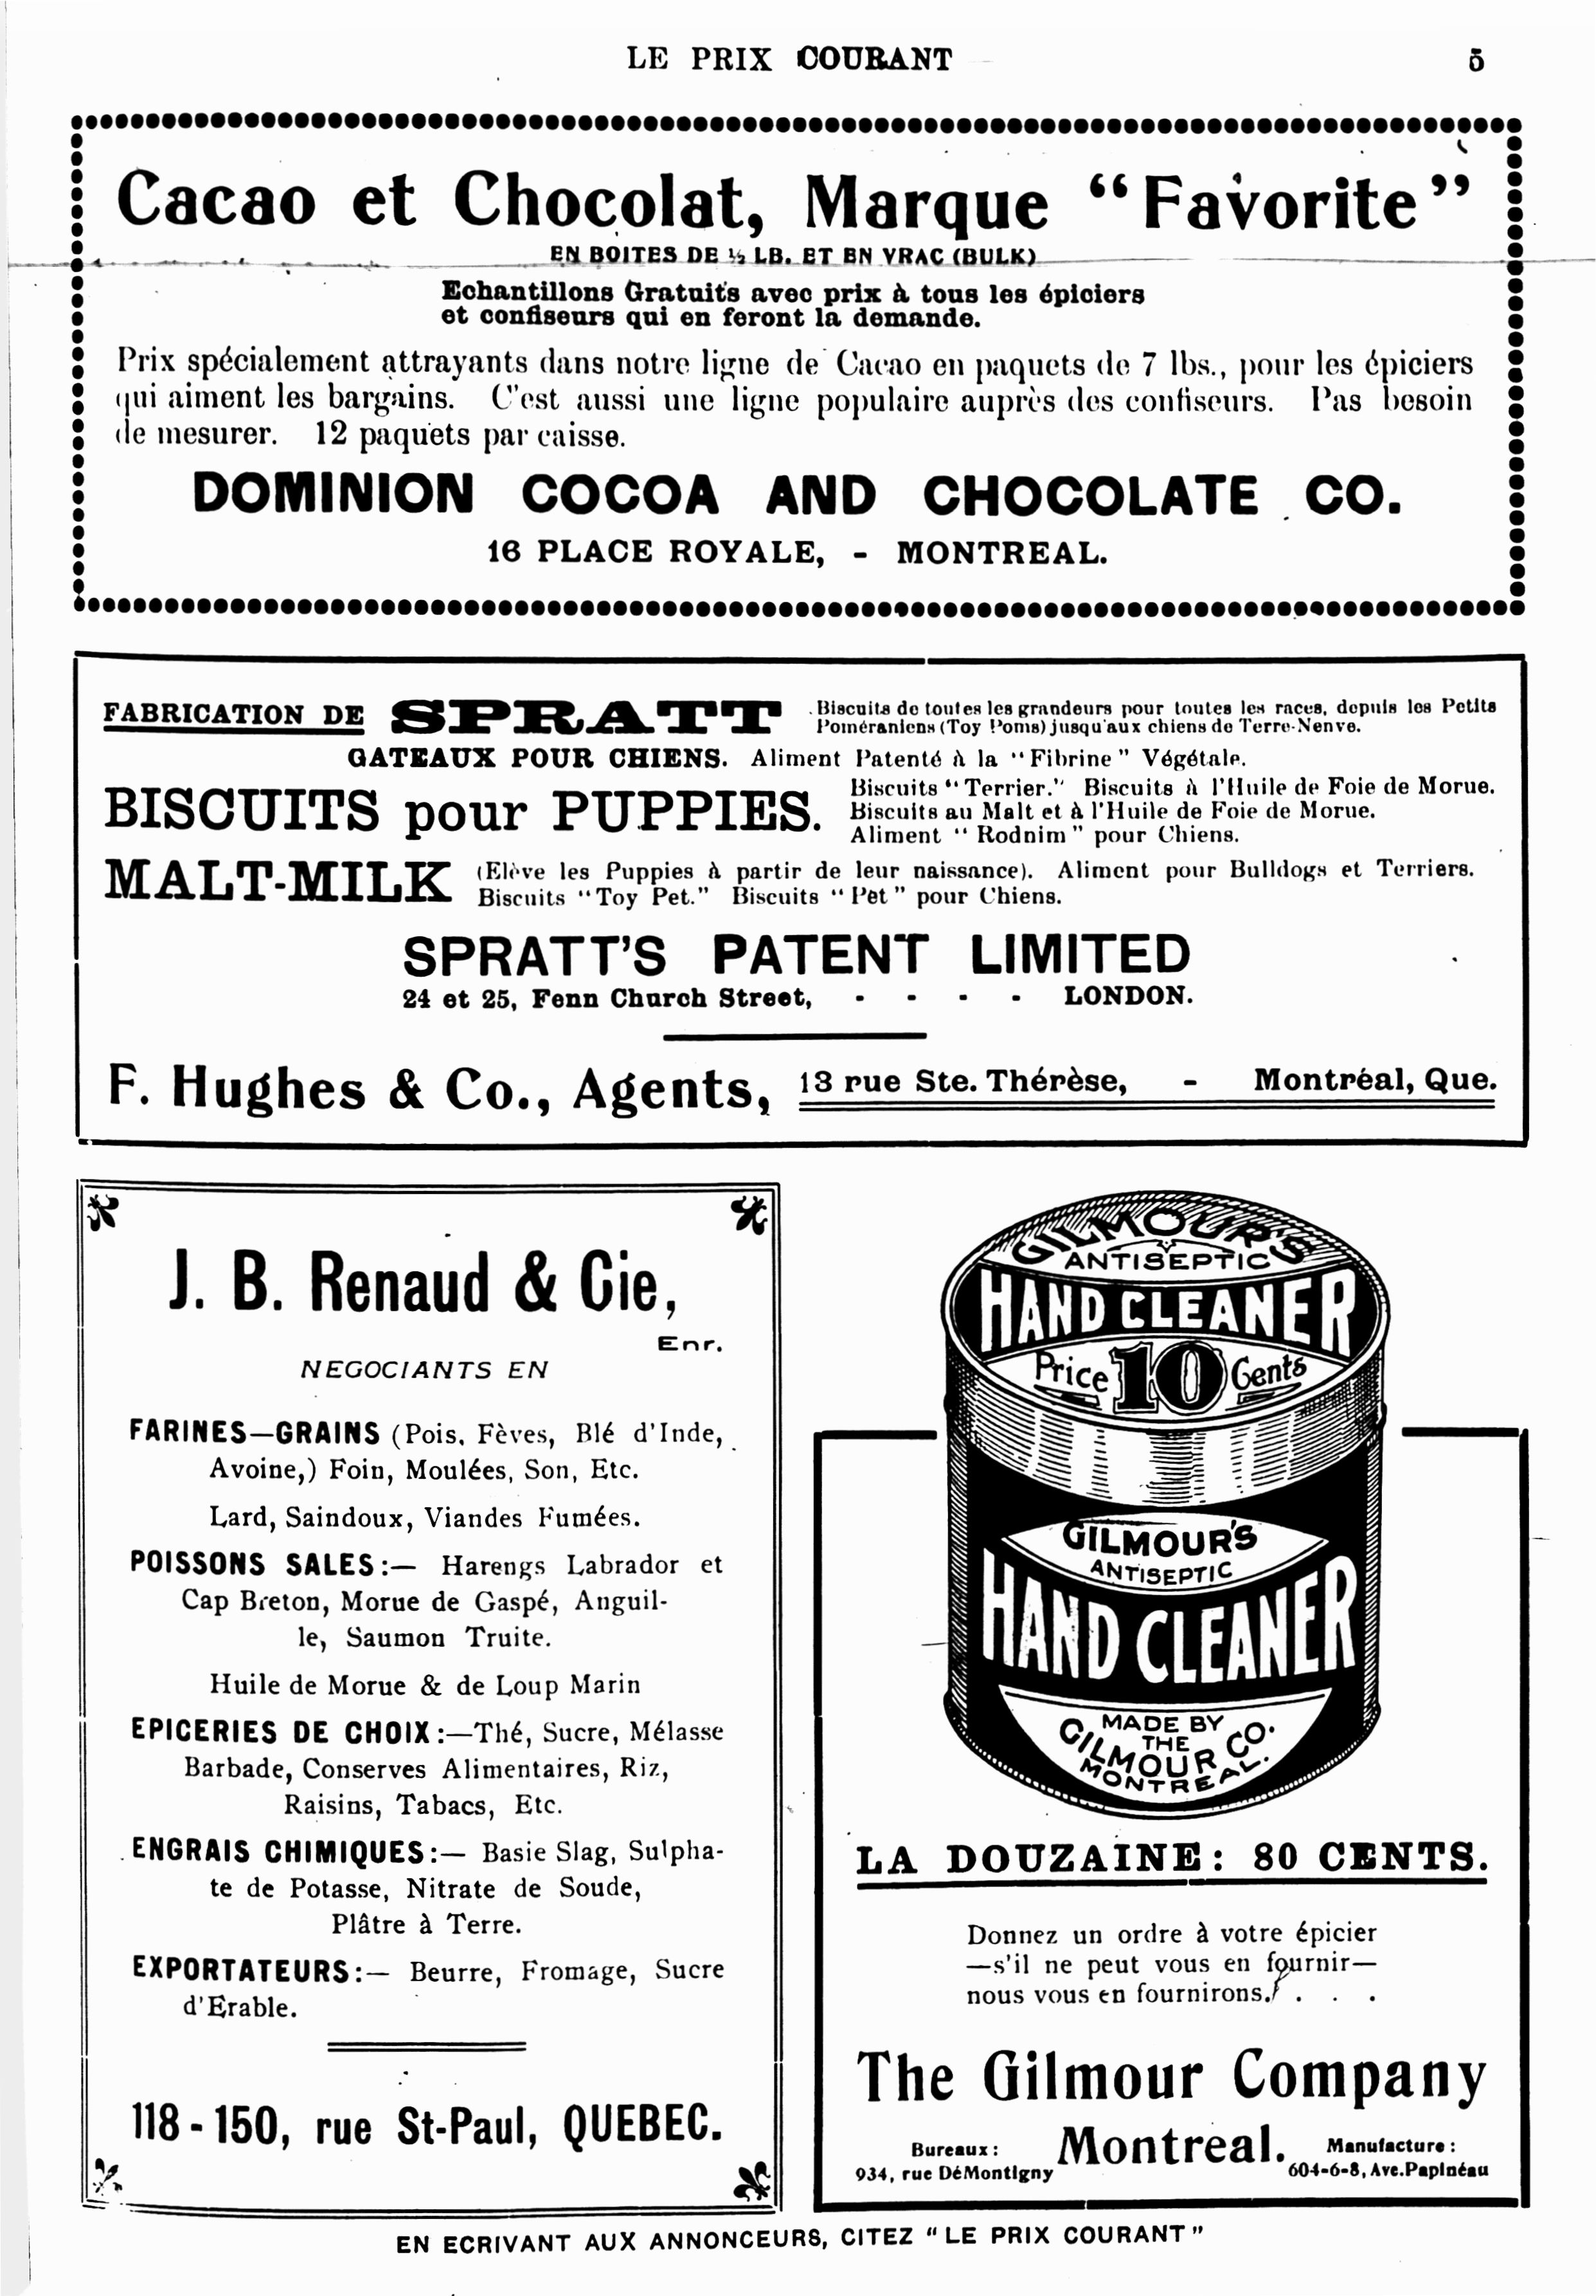 LE PRIX COURANT 5
Cacao et Chocolat, Marque "Favorite"
EN BOITES DE ½ LB. ET EN VRAC (BULK)
Echantillons Gratuits avec prix à tous les épiciers
et confiseurs qui en feront la demande.
Prix spécialement attrayants dans notre ligne de Cacao en paquets de 7 lbs., pour les épiciers
qui aiment les bargains. C'est aussi une ligne populaire auprès des confiseurs. Pas besoin
de mesurer. 12 paquets par caisse.
DOMINION COCOA AND CHOCOLATE CO.
16 PLACE ROYALE, - MONTREAL.
FABRICATION DE SPRATT
Biscuits de toutes les grandeurs pour toutes les races, depuis les Petits
Poméraniens (Toy Poms) jusqu'aux chiens de Terre-Neuve.
GATEAUX POUR CHIENS. Aliment Patenté à la "Fibrine" Végétale.
BISCUITS pour PUPPIES.
Biscuits "Terrier." Biscuits à l'Huile de Foie de Morue.
Biscuits au Malt et à l'Huile de Foie de Morue.
Aliment "Rodnim" pour Chiens.
MALT-MILK
(Elève les Puppies à partir de leur naissance). Aliment pour Bulldogs et Terriers.
Biscuits "Toy Pet." Biscuits "Pet" pour Chiens.
SPRATT'S PATENT LIMITED
24 et 25, Fenn Church Street, - - - - LONDON.
F. Hughes & Co., Agents, 13 rue Ste. Thérèse, - Montréal, Que.
J. B. Renaud & Cie,
Enr.
NEGOCIANTS EN
FARINES—GRAINS (Pois, Fèves, Blé d'Inde,
Avoine,) Foin, Moulées, Son, Etc.
Lard, Saindoux, Viandes Fumées.
POISSONS SALES:— Harengs Labrador et
Cap Breton, Morue de Gaspé, Anguil-
le, Saumon Truite.
Huile de Morue & de Loup Marin
EPICERIES DE CHOIX:—Thé, Sucre, Mélasse
Barbade, Conserves Alimentaires, Riz,
Raisins, Tabacs, Etc.
ENGRAIS CHIMIQUES:— Basie Slag, Sulpha-
te de Potasse, Nitrate de Soude,
Plâtre à Terre.
EXPORTATEURS:— Beurre, Fromage, Sucre
d'Erable.
118-150, rue St-Paul, QUEBEC.
GILMOUR'S
ANTISEPTIC
HAND CLEANER
Price 10 Cents
GILMOUR'S
ANTISEPTIC
HAND CLEANER
MADE BY
THE
GILMOUR CO.
MONTREAL.
LA DOUZAINE: 80 CENTS.
Donnez un ordre à votre épicier
—s'il ne peut vous en fournir—
nous vous en fournirons. . . .
The Gilmour Company
Montreal.
Bureaux:
934, rue DéMontigny
Manufacture:
604-6-8, Ave. Papinéau
EN ECRIVANT AUX ANNONCEURS, CITEZ "LE PRIX COURANT"